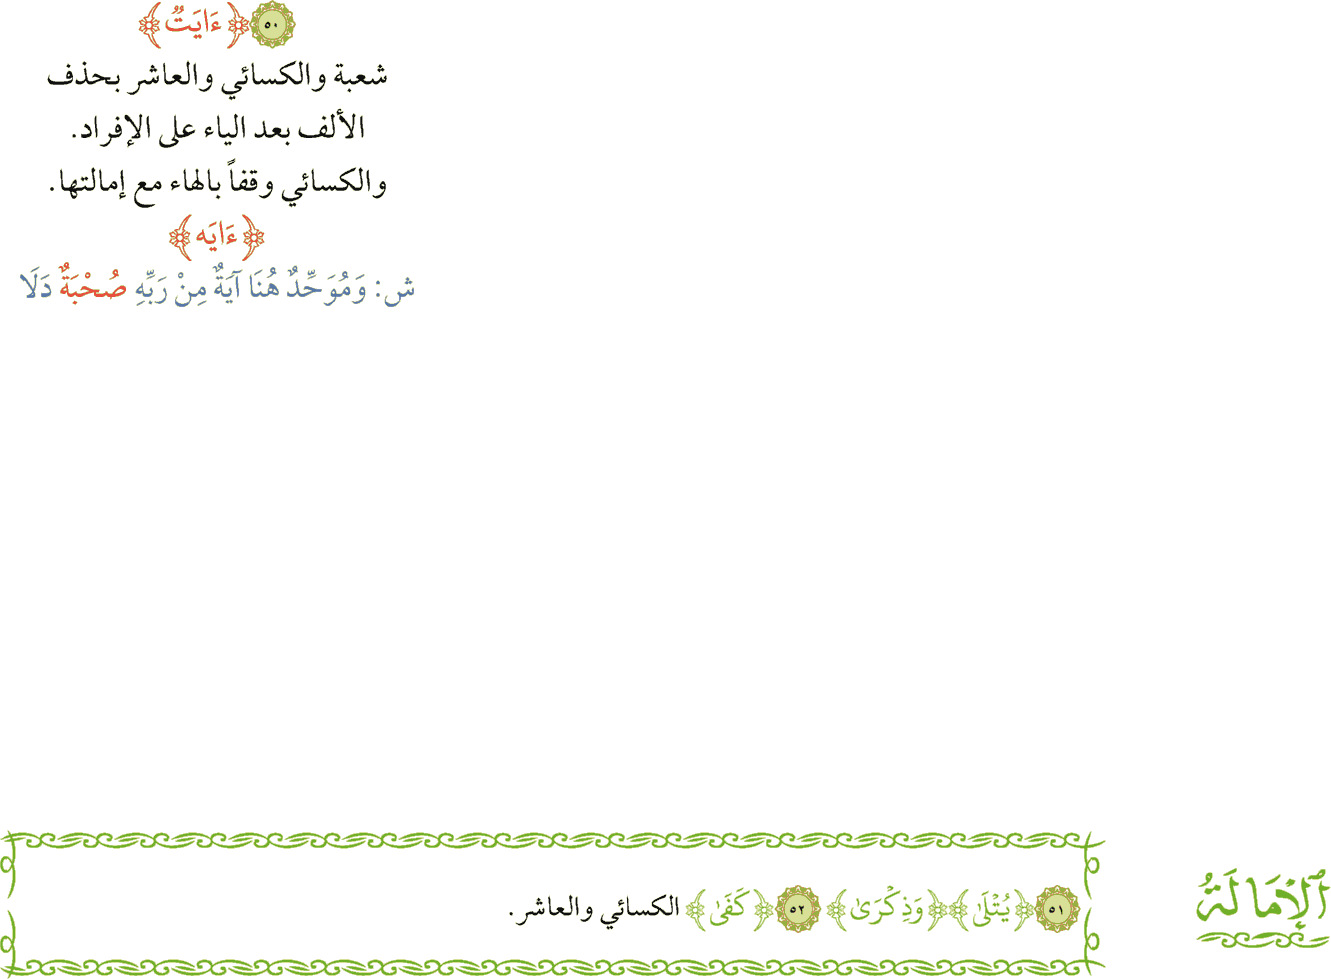 ٥٠ ﴿ءَايَتٌ﴾
شعبة والكسائي والعاشر بحذف
الألف بعد الياء على الإفراد.
والكسائي وقفاً بالهاء مع إمالتها.
﴿ءَايَه﴾
ش: وَمُوَحِّدٌ هُنَا آيَةٌ مِنْ رَبِّهِ صُحْبَةٌ دَلَا
الإِمَالَةُ
٥١ ﴿يُتْلَىٰ﴾ ﴿وَذِكْرَىٰ﴾ ٥٢ ﴿كَفَىٰ﴾ الكسائي والعاشر.